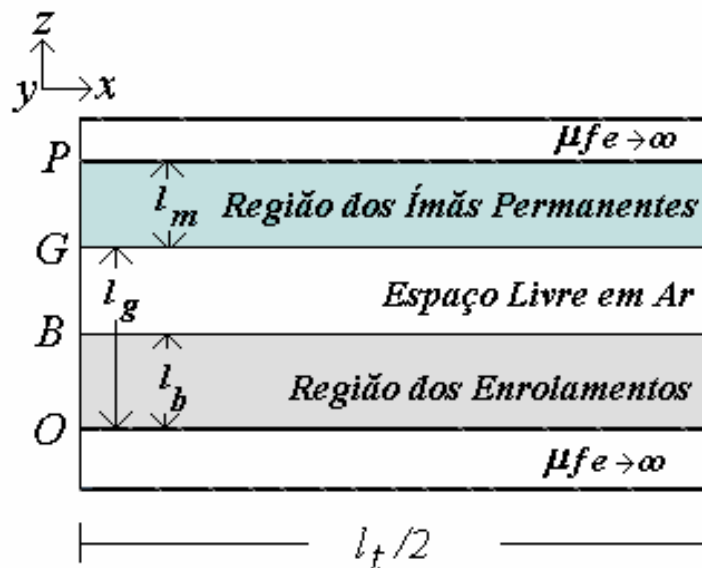 z
y x
μfe→∞
P
l_m Região dos Ímãs Permanentes
G
l_g
Espaço Livre em Ar
B
l_b Região dos Enrolamentos
O
μfe→∞
l_t/2